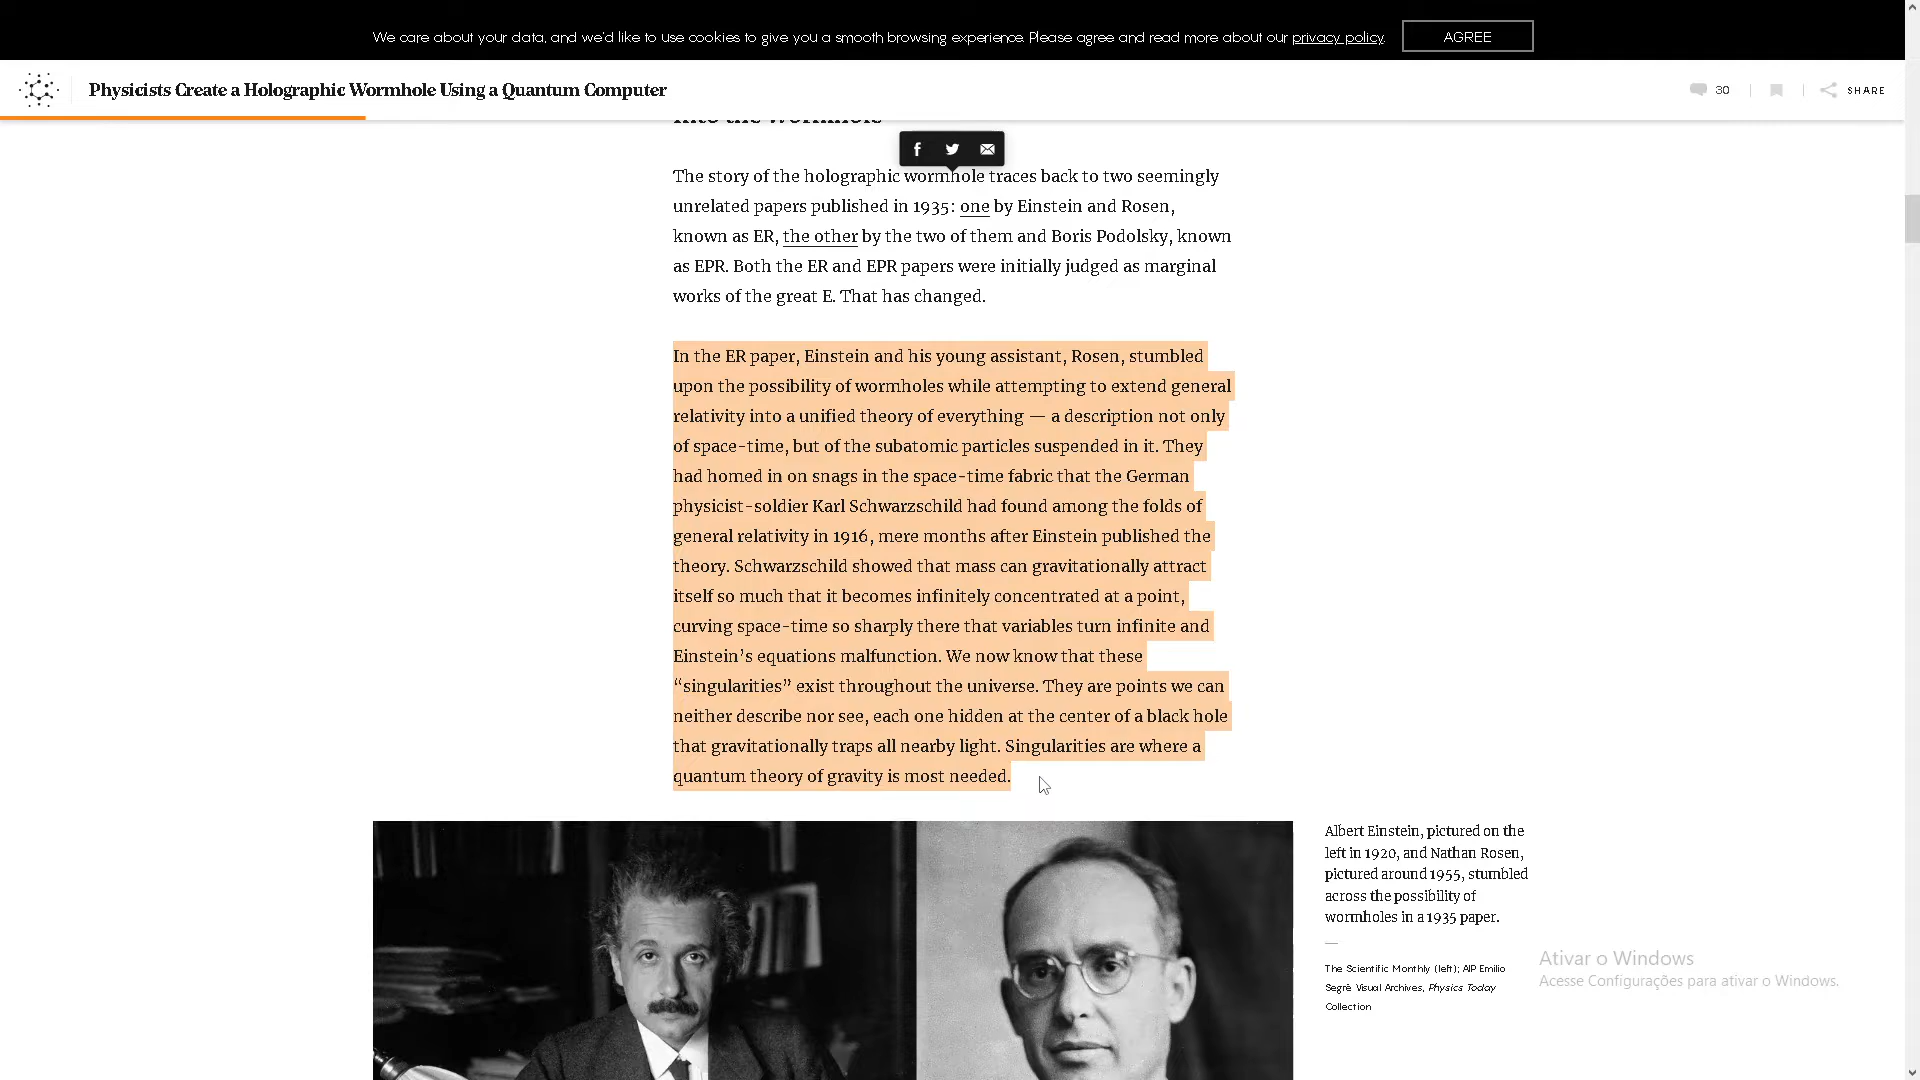 We care about your data, and we'd like to use cookies to give you a smooth browsing experience. Please agree and read more about our privacy policy.
AGREE
Physicists Create a Holographic Wormhole Using a Quantum Computer
30
SHARE
Into the Wormhole
The story of the holographic wormhole traces back to two seemingly
unrelated papers published in 1935: one by Einstein and Rosen,
known as ER, the other by the two of them and Boris Podolsky, known
as EPR. Both the ER and EPR papers were initially judged as marginal
works of the great E. That has changed.
In the ER paper, Einstein and his young assistant, Rosen, stumbled
upon the possibility of wormholes while attempting to extend general
relativity into a unified theory of everything — a description not only
of space-time, but of the subatomic particles suspended in it. They
had homed in on snags in the space-time fabric that the German
physicist-soldier Karl Schwarzschild had found among the folds of
general relativity in 1916, mere months after Einstein published the
theory. Schwarzschild showed that mass can gravitationally attract
itself so much that it becomes infinitely concentrated at a point,
curving space-time so sharply there that variables turn infinite and
Einstein’s equations malfunction. We now know that these
“singularities” exist throughout the universe. They are points we can
neither describe nor see, each one hidden at the center of a black hole
that gravitationally traps all nearby light. Singularities are where a
quantum theory of gravity is most needed.
Albert Einstein, pictured on the
left in 1920, and Nathan Rosen,
pictured around 1955, stumbled
across the possibility of
wormholes in a 1935 paper.
—
The Scientific Monthly (left); AIP Emilio
Segrè Visual Archives, Physics Today
Collection
Ativar o Windows
Acesse Configurações para ativar o Windows.